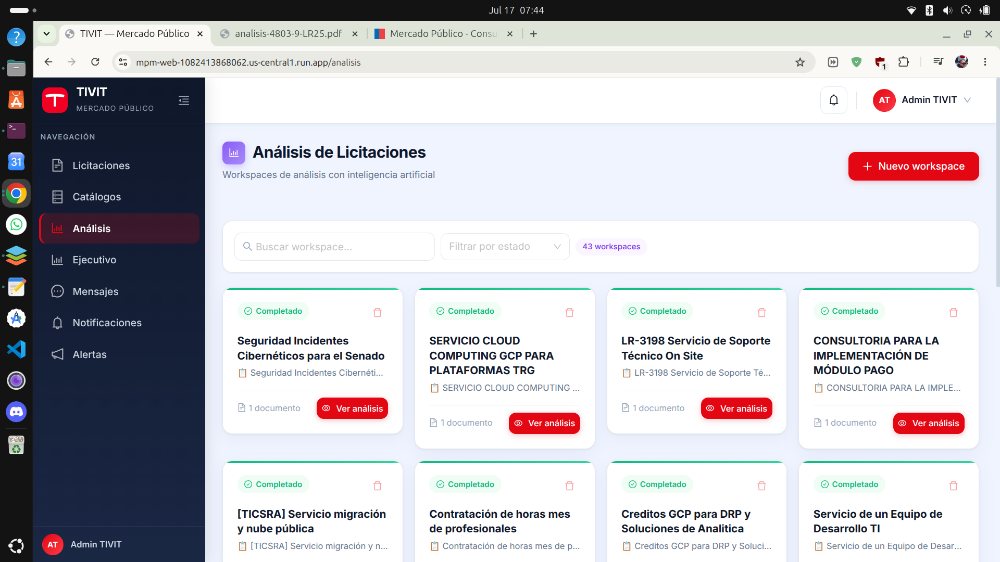 Jul 17 07:44
TIVIT — Mercado Público
analisis-4803-9-LR25.pdf
Mercado Público - Consu
mpm-web-1082413868062.us-central1.run.app/analisis
1
31
TIVIT
MERCADO PÚBLICO
AT
Admin TIVIT
NAVEGACIÓN
Licitaciones
Catálogos
Análisis
Ejecutivo
Mensajes
Notificaciones
Alertas
AT
Admin TIVIT
Análisis de Licitaciones
Workspaces de análisis con inteligencia artificial
+ Nuevo workspace
Buscar workspace...
Filtrar por estado
43 workspaces
Completado
Seguridad Incidentes
Cibernéticos para el Senado
Seguridad Incidentes Cibernéti...
1 documento
Ver análisis
Completado
SERVICIO CLOUD
COMPUTING GCP PARA
PLATAFORMAS TRG
SERVICIO CLOUD COMPUTING ...
1 documento
Ver análisis
Completado
LR-3198 Servicio de Soporte
Técnico On Site
LR-3198 Servicio de Soporte Té...
1 documento
Ver análisis
Completado
CONSULTORIA PARA LA
IMPLEMENTACIÓN DE
MÓDULO PAGO
CONSULTORIA PARA LA IMPLE...
1 documento
Ver análisis
Completado
[TICSRA] Servicio migración
y nube pública
[TICSRA] Servicio migración y n...
Completado
Contratación de horas mes
de profesionales
Contratación de horas mes de p...
Completado
Creditos GCP para DRP y
Soluciones de Analitica
Creditos GCP para DRP y Soluci...
Completado
Servicio de un Equipo de
Desarrollo TI
Servicio de un Equipo de Desar...